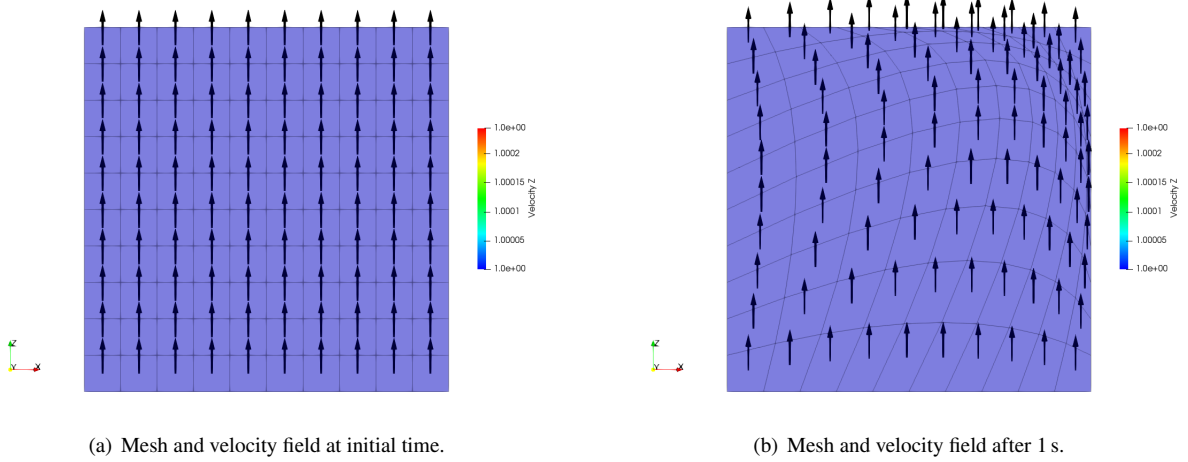 1.0e+00
1.0002
1.00015
1.0001
1.00005
1.0e+00
Velocity Z
Z
Y
X
(a) Mesh and velocity field at initial time.
1.0e+00
1.0002
1.00015
1.0001
1.00005
1.0e+00
Velocity Z
Z
Y
X
(b) Mesh and velocity field after 1 s.